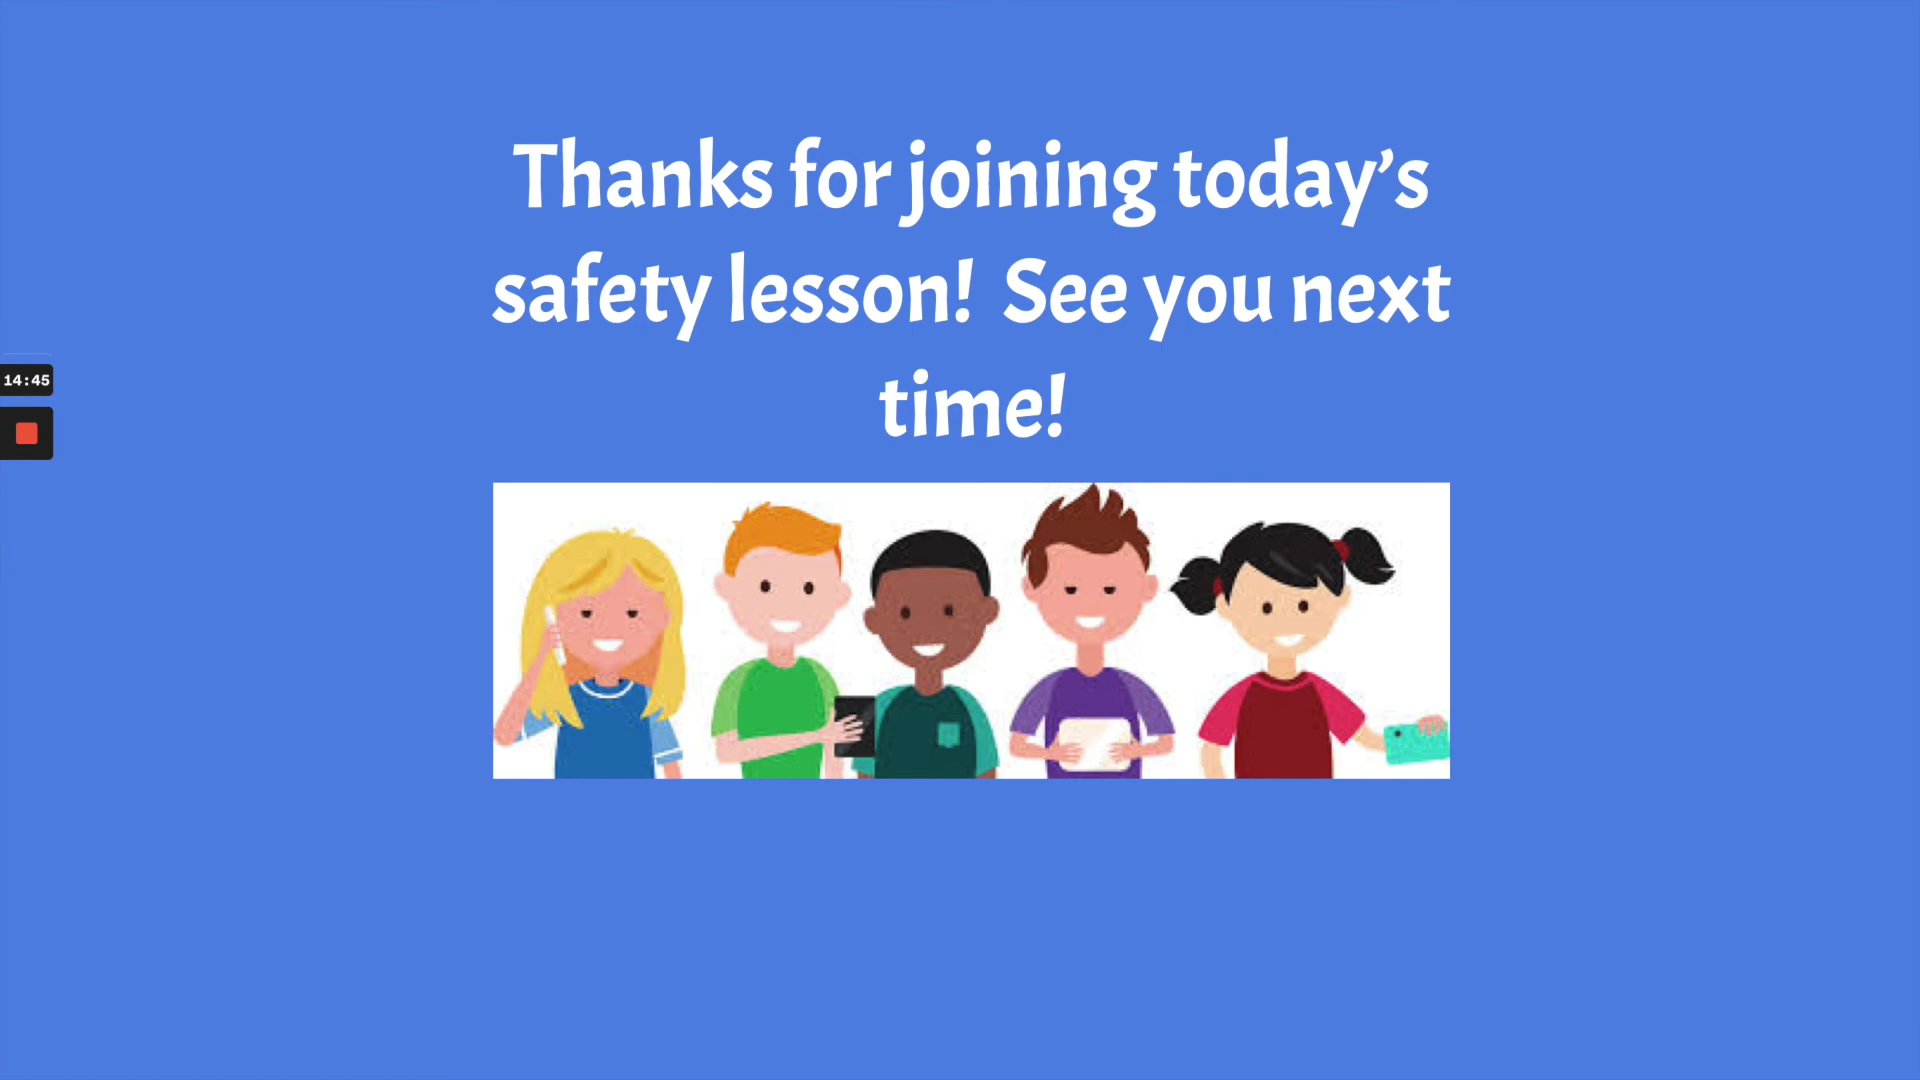 Thanks for joining today’s
safety lesson!  See you next
time!
14:45